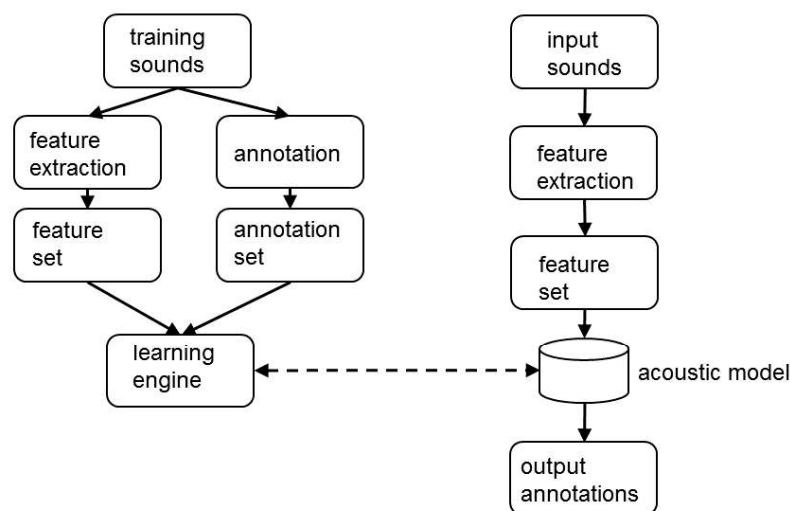 training
sounds
feature
extraction
annotation
feature
set
annotation
set
learning
engine
input
sounds
feature
extraction
feature
set
acoustic model
output
annotations